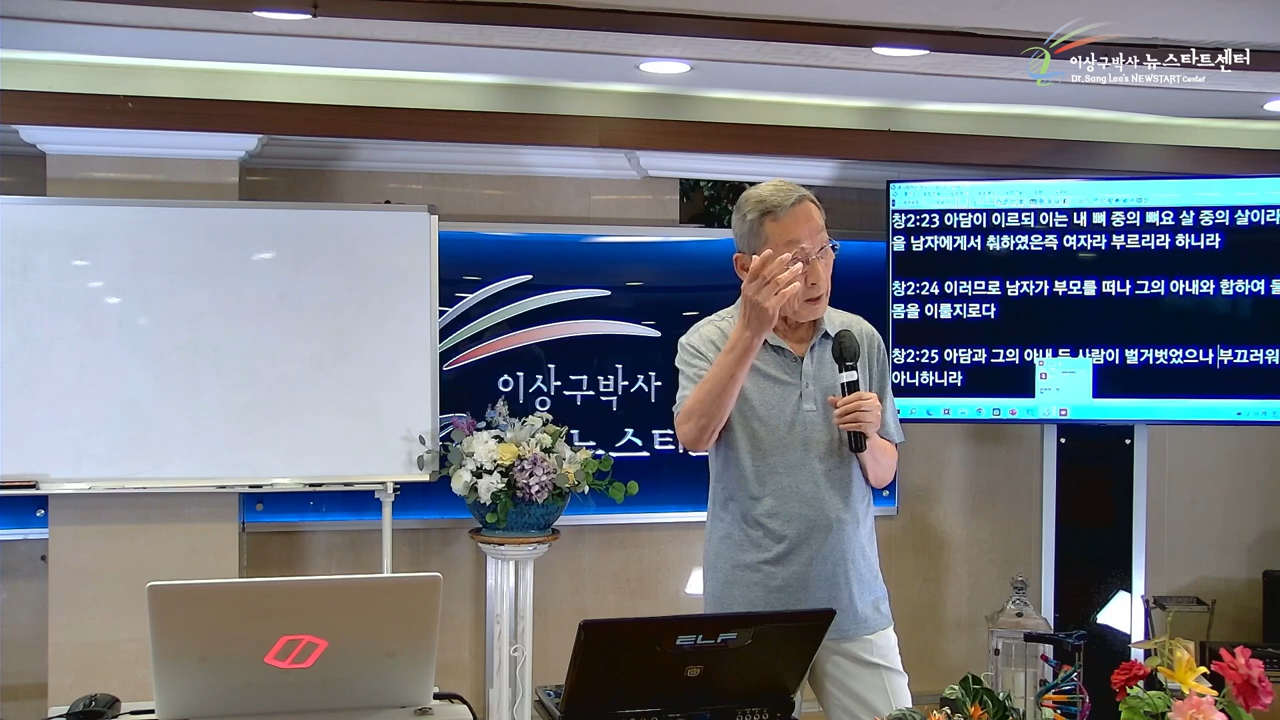 이상구박사 뉴스타트센터
Dr. Sang Lee's NEWSTART Center
창2:23 아담이 이르되 이는 내 뼈 중의 뼈요 살 중의 살이라
을 남자에게서 취하였은즉 여자라 부르리라 하니라
창2:24 이러므로 남자가 부모를 떠나 그의 아내와 합하여 둘
몸을 이룰지로다
창2:25 아담과 그의 아내 두 사람이 벌거벗었으나 부끄러워
아니하니라
이상구박사
뉴스타
ELF